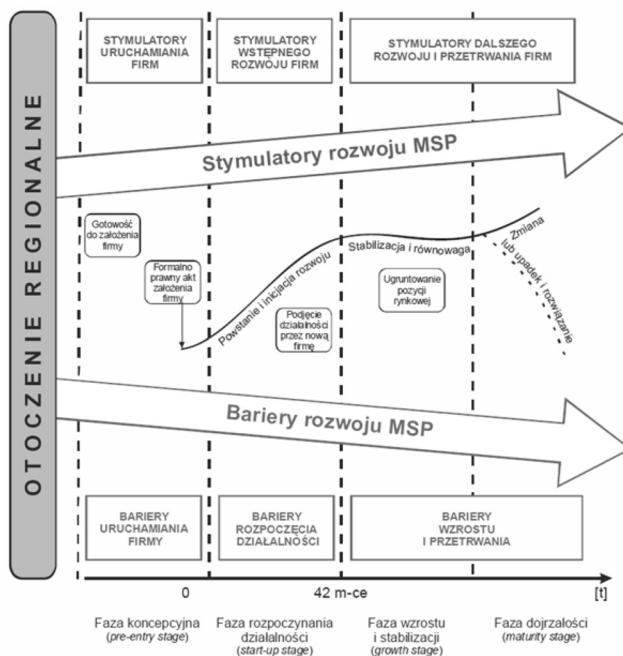 OTOCZENIE REGIONALNE
STYMULATORY
URUCHAMIANIA
FIRM
STYMULATORY
WSTĘPNEGO
ROZWOJU FIRM
STYMULATORY DALSZEGO
ROZWOJU I PRZETRWANIA FIRM
Stymulatory rozwoju MSP
Gotowość
do założenia
firmy
Formalno
prawny akt
założenia
firmy
Powstanie i inicjacja rozwoju
Podjęcie
działalności
przez nową
firmę
Stabilizacja i równowaga
Ugruntowanie
pozycji
rynkowej
Zmiana
lub upadek i rozwiązanie
Bariery rozwoju MSP
BARIERY
URUCHAMIANIA
FIRMY
BARIERY
ROZPOCZĘCIA
DZIAŁALNOŚCI
BARIERY
WZROSTU
I PRZETRWANIA
0
42 m-ce
[t]
Faza koncepcyjna
(pre-entry stage)
Faza rozpoczynania
działalności
(start-up stage)
Faza wzrostu
i stabilizacji
(growth stage)
Faza dojrzałości
(maturity stage)